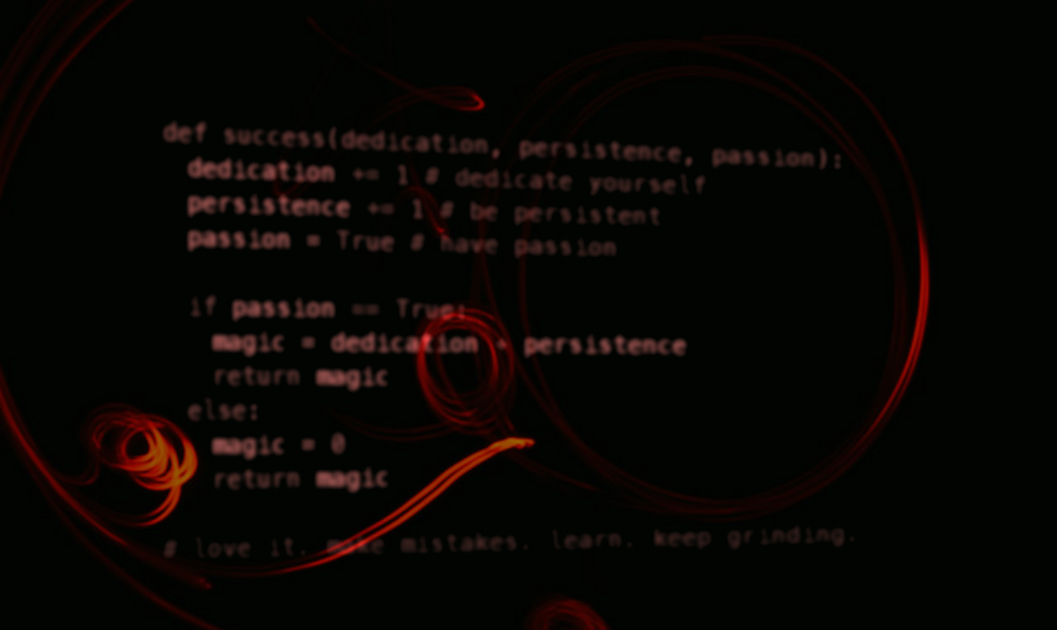 def success(dedication, persistence, passion):
dedication += 1 # dedicate yourself
persistence += 1 # be persistent
passion = True # have passion
if passion == True:
magic = dedication + persistence
return magic
else:
magic = 0
return magic
# love it. make mistakes. learn. keep grinding.